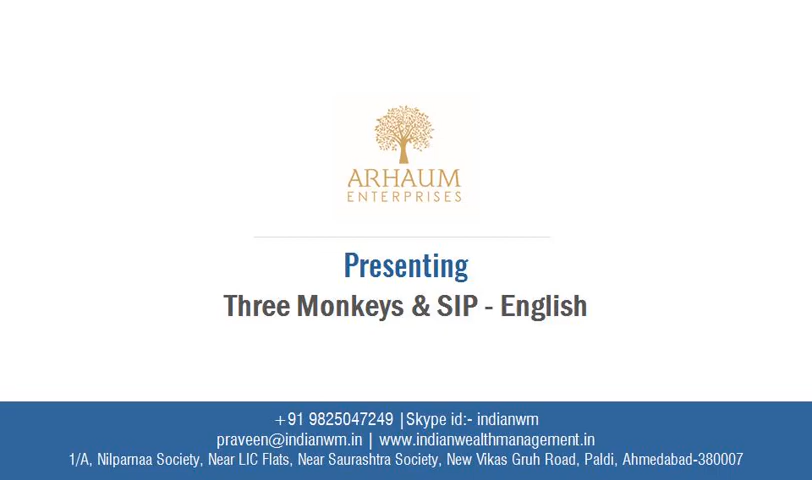 ARHAUM
ENTERPRISES
Presenting
Three Monkeys & SIP - English
+91 9825047249 |Skype id:- indianwm
praveen@indianwm.in | www.indianwealthmanagement.in
1/A, Nilparnaa Society, Near LIC Flats, Near Saurashtra Society, New Vikas Gruh Road, Paldi, Ahmedabad-380007